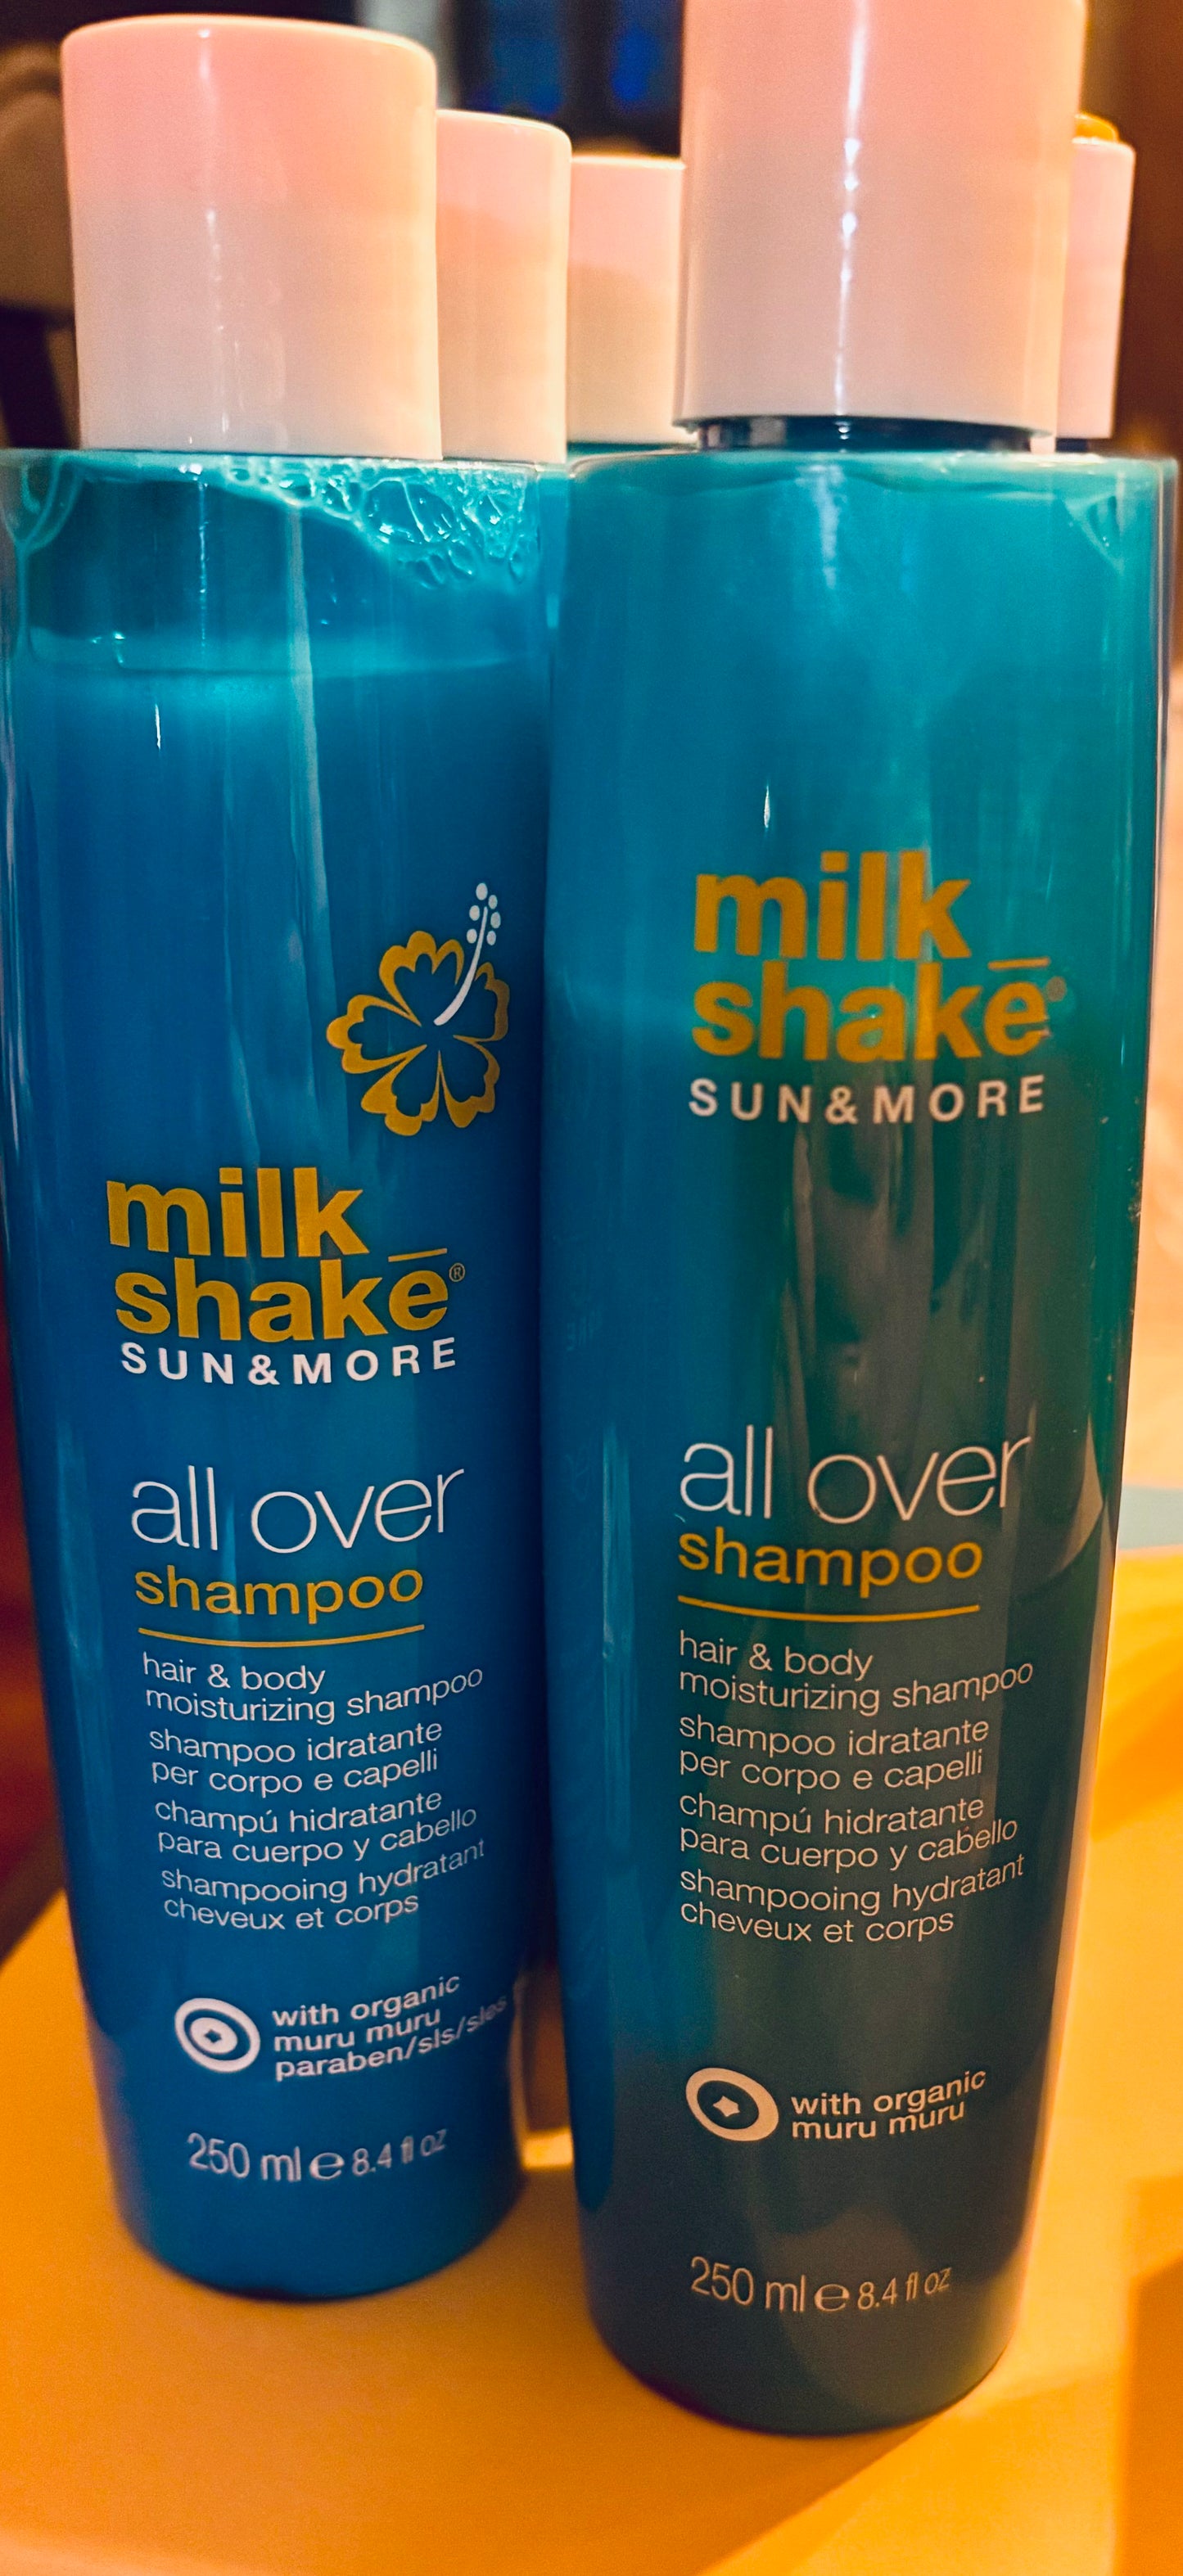 milk
shakē®
SUN&MORE
all over
shampoo
hair & body
moisturizing shampoo
shampoo idratante
per corpo e capelli
champú hidratante
para cuerpo y cabello
shampooing hydratant
cheveux et corps
with organic
muru muru
paraben/sls/sles
250 ml e 8.4 fl oz
milk
shakē®
SUN&MORE
all over
shampoo
hair & body
moisturizing shampoo
shampoo idratante
per corpo e capelli
champú hidratante
para cuerpo y cabello
shampooing hydratant
cheveux et corps
with organic
muru muru
250 ml e 8.4 fl oz